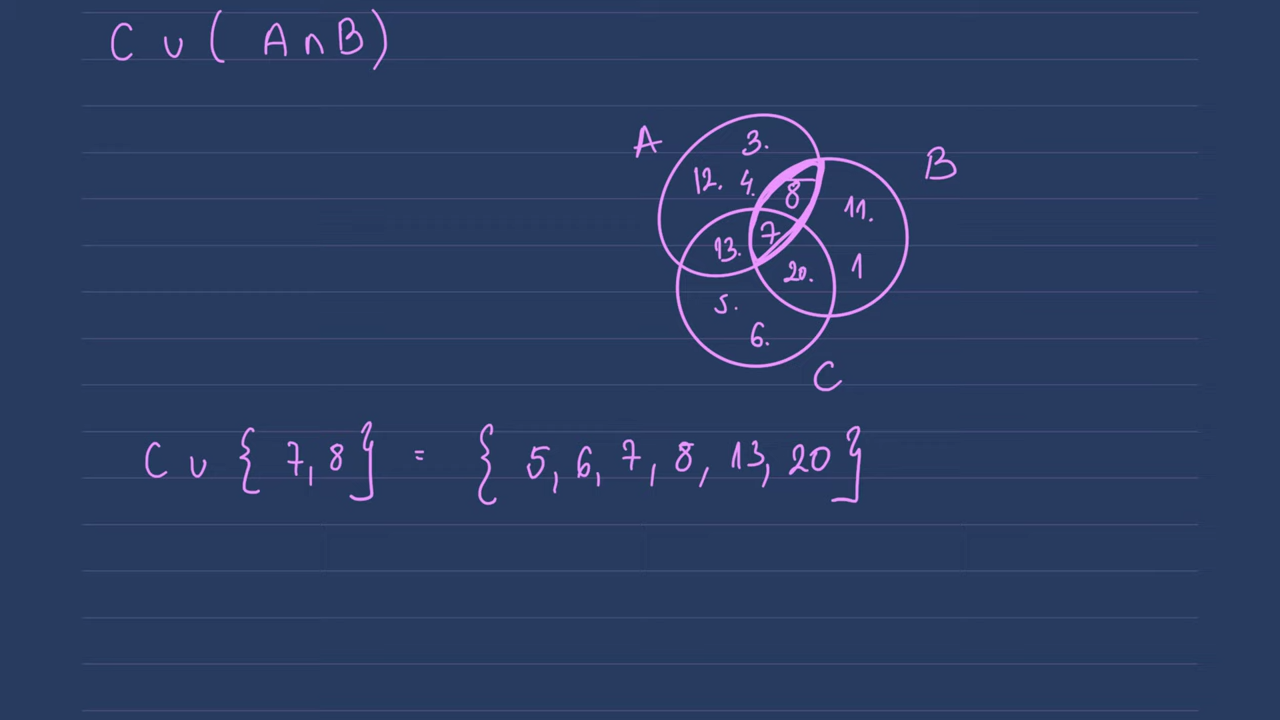 C ∪ ( A ∩ B )
A
3.
B
12. 4. 8
11.
13. 7
20. 1
5.
6.
C
C ∪ { 7, 8 } = { 5, 6, 7, 8, 13, 20 }